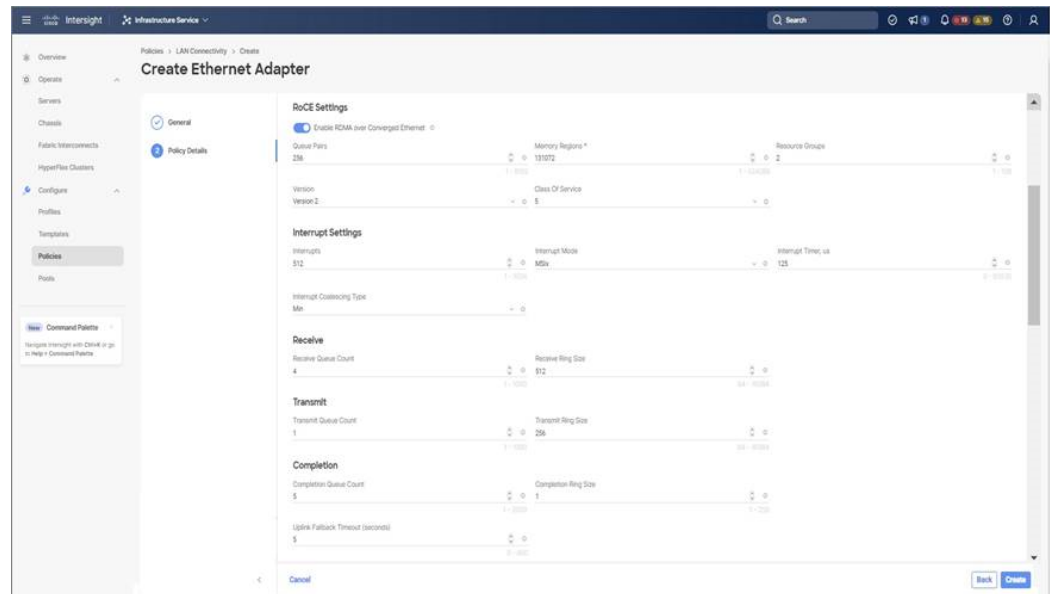 CISCO Intersight
Infrastructure Service
Search
Overview
Operate
Servers
Chassis
Fabric Interconnects
HyperFlex Clusters
Configure
Profiles
Templates
Policies
Pools
New Command Palette
Navigate Intersight with Ctrl+K or go
to Help > Command Palette
Policies > LAN Connectivity > Create
Create Ethernet Adapter
General
2 Policy Details
RoCE Settings
Enable RDMA over Converged Ethernet
Queue Pairs Memory Regions * Resource Groups
256 131072 2
Version Class Of Service
Version 2 5
Interrupt Settings
Interrupts Interrupt Mode Interrupt Timer, us
512 MSIx 125
Interrupt Coalescing Type
Min
Receive
Receive Queue Count Receive Ring Size
4 512
Transmit
Transmit Queue Count Transmit Ring Size
1 256
Completion
Completion Queue Count Completion Ring Size
5 1
Uplink Failback Timeout (seconds)
5
Cancel Back Create